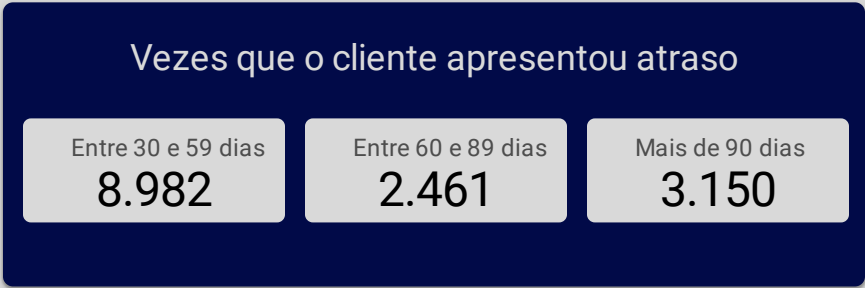 Vezes que o cliente apresentou atraso
Entre 30 e 59 dias
8.982
Entre 60 e 89 dias
2.461
Mais de 90 dias
3.150